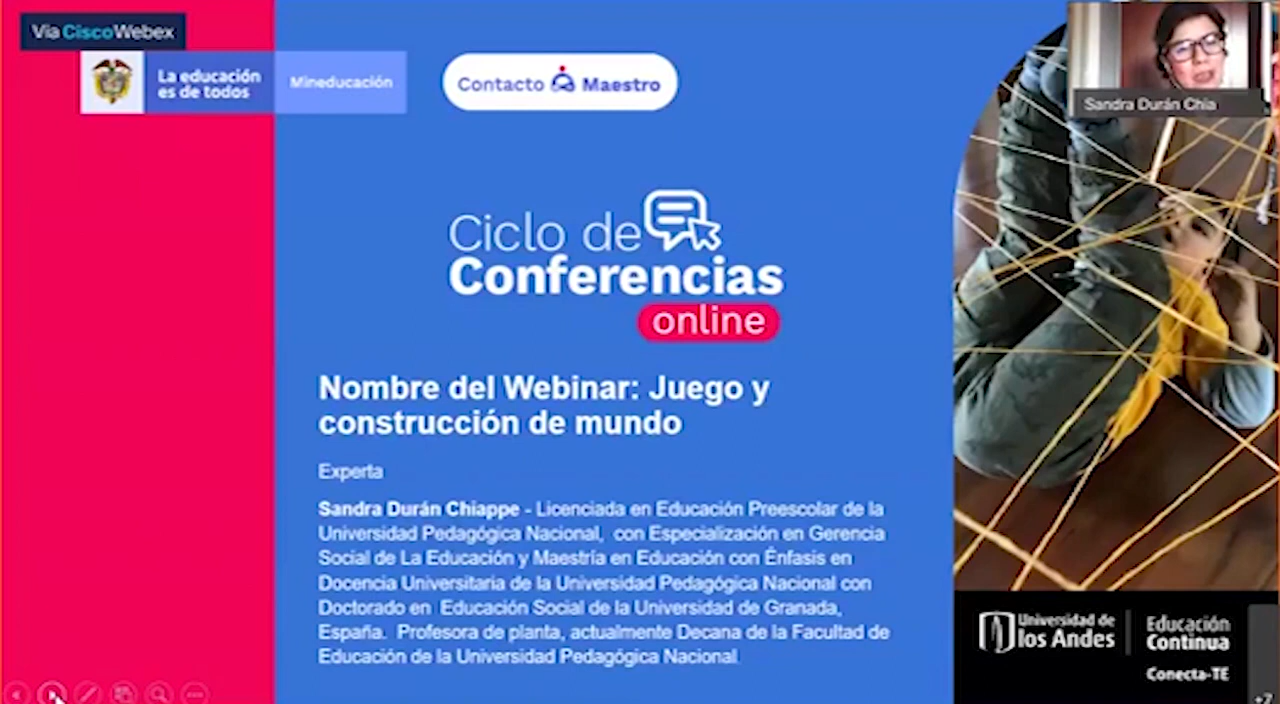 Vía CiscoWebex
La educación
es de todos
Mineducación
Contacto Maestro
Sandra Durán Chia
Ciclo de
Conferencias
online
Nombre del Webinar: Juego y
construcción de mundo
Experta
Sandra Durán Chiappe - Licenciada en Educación Preescolar de la
Universidad Pedagógica Nacional, con Especialización en Gerencia
Social de La Educación y Maestría en Educación con Énfasis en
Docencia Universitaria de la Universidad Pedagógica Nacional con
Doctorado en Educación Social de la Universidad de Granada,
España. Profesora de planta, actualmente Decana de la Facultad de
Educación de la Universidad Pedagógica Nacional.
Universidad de
los Andes
Educación
Continua
Conecta-TE
+7